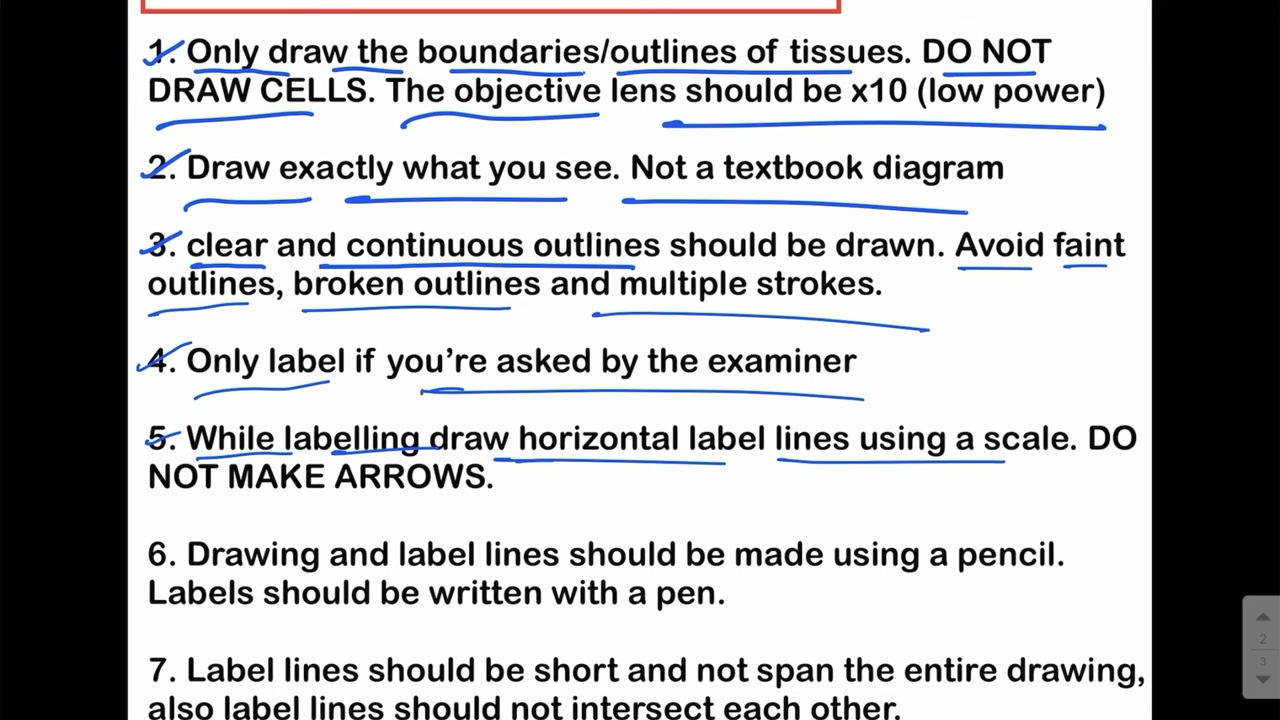 1. Only draw the boundaries/outlines of tissues. DO NOT
DRAW CELLS. The objective lens should be x10 (low power)
2. Draw exactly what you see. Not a textbook diagram
3. clear and continuous outlines should be drawn. Avoid faint
outlines, broken outlines and multiple strokes.
4. Only label if you're asked by the examiner
5. While labelling draw horizontal label lines using a scale. DO
NOT MAKE ARROWS.
6. Drawing and label lines should be made using a pencil.
Labels should be written with a pen.
7. Label lines should be short and not span the entire drawing,
also label lines should not intersect each other.
2
3